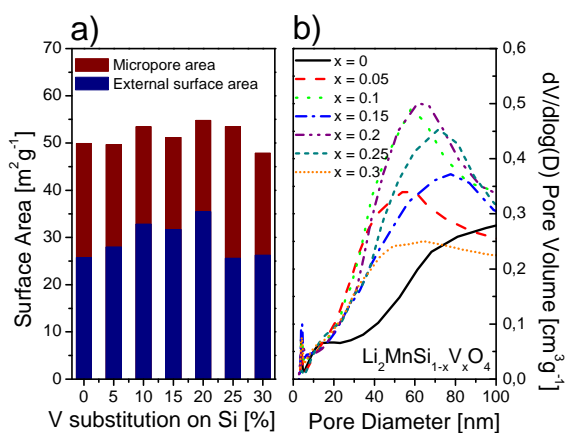 a)
Micropore area
External surface area
Surface Area [m² g⁻¹]
70
60
50
40
30
20
10
0
0 5 10 15 20 25 30
V substitution on Si [%]
b)
x = 0
x = 0.05
x = 0.1
x = 0.15
x = 0.2
x = 0.25
x = 0.3
Li₂MnSi₁₋ₓVₓO₄
0 20 40 60 80 100
Pore Diameter [nm]
0,6
0,5
0,4
0,3
0,2
0,1
0,0
dV/dlog(D) Pore Volume [cm³ g⁻¹]